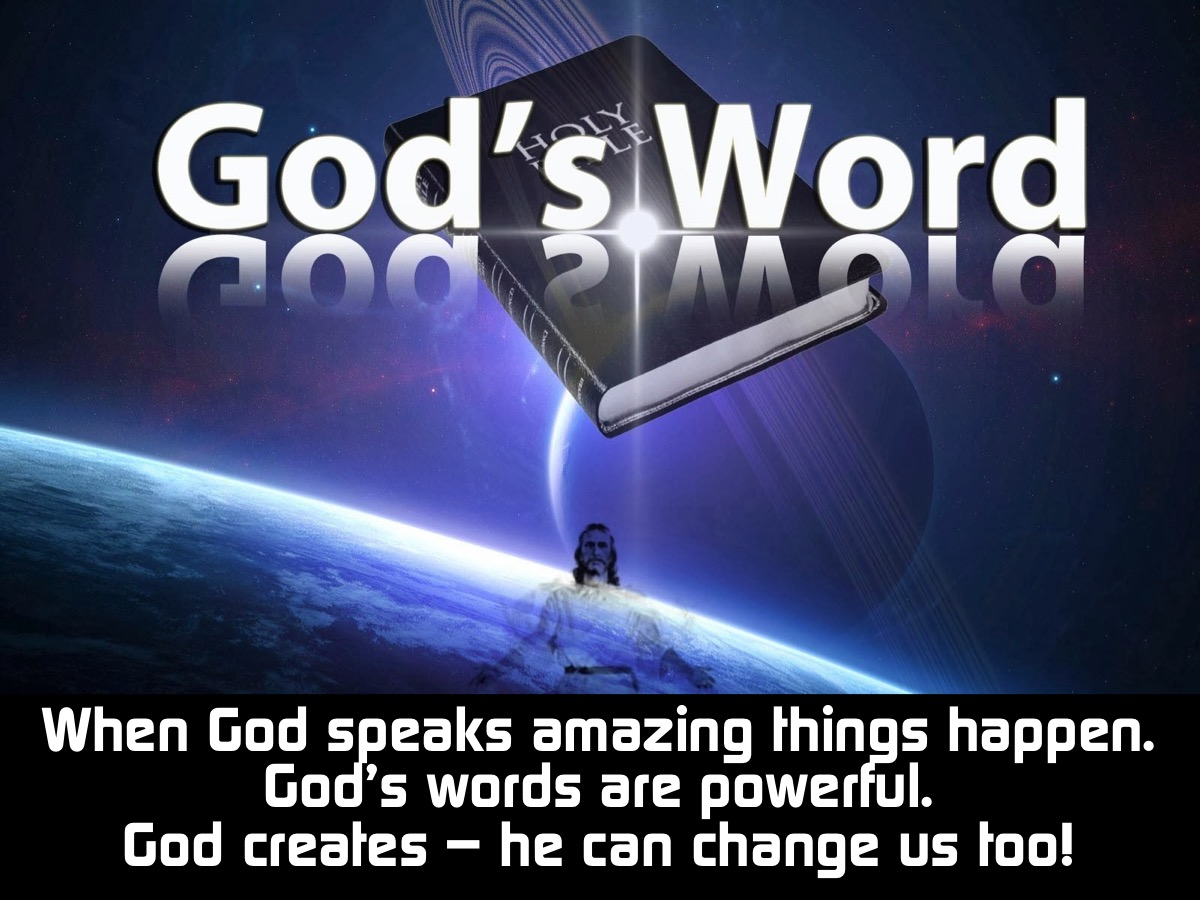 God’s Word
HOLY
When God speaks amazing things happen.
God’s words are powerful.
God creates – he can change us too!